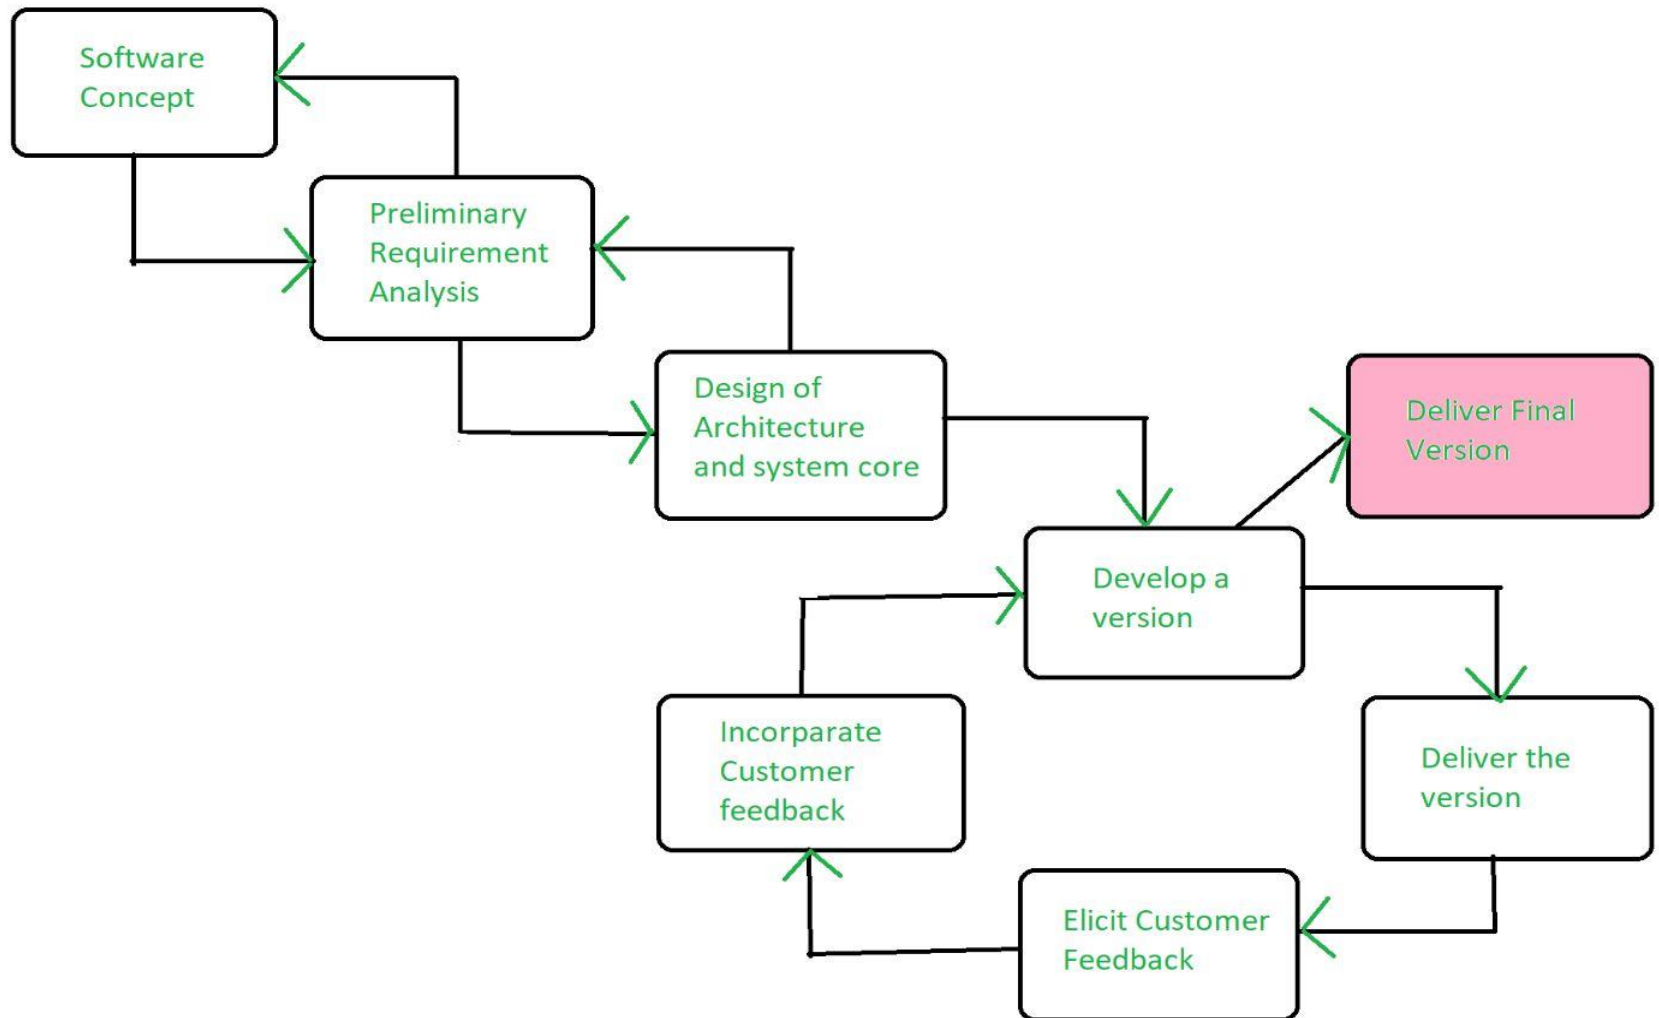 Software
Concept
Preliminary
Requirement
Analysis
Design of
Architecture
and system core
Deliver Final
Version
Develop a
version
Incorparate
Customer
feedback
Deliver the
version
Elicit Customer
Feedback